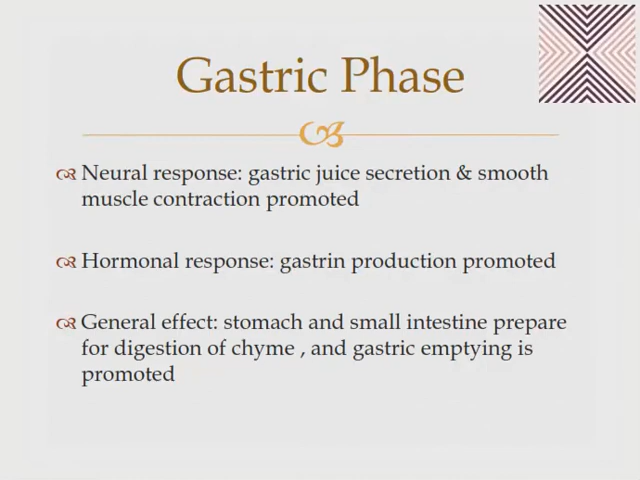 Gastric Phase
Neural response: gastric juice secretion & smooth
muscle contraction promoted
Hormonal response: gastrin production promoted
General effect: stomach and small intestine prepare
for digestion of chyme , and gastric emptying is
promoted